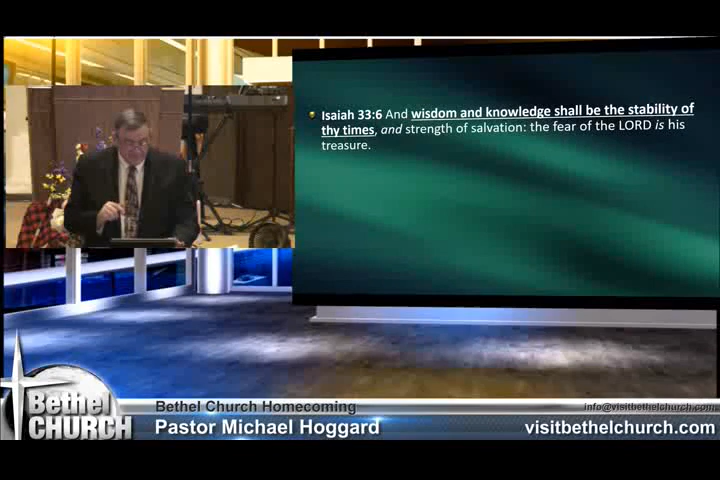 Isaiah 33:6 And wisdom and knowledge shall be the stability of
thy times, and strength of salvation: the fear of the LORD is his
treasure.
Bethel
CHURCH
Bethel Church Homecoming
info@visitbethelchurch.com
Pastor Michael Hoggard
visitbethelchurch.com